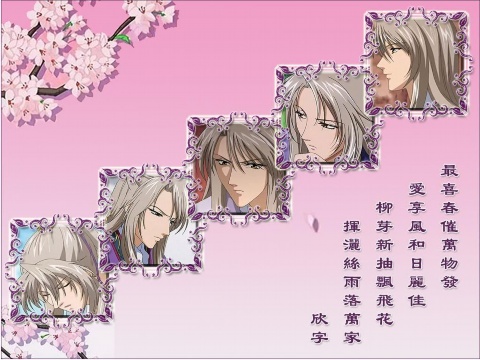 最喜春催萬物發
愛享風和日麗佳
柳芽新抽飄飛花
揮灑絲雨落萬家
欣字